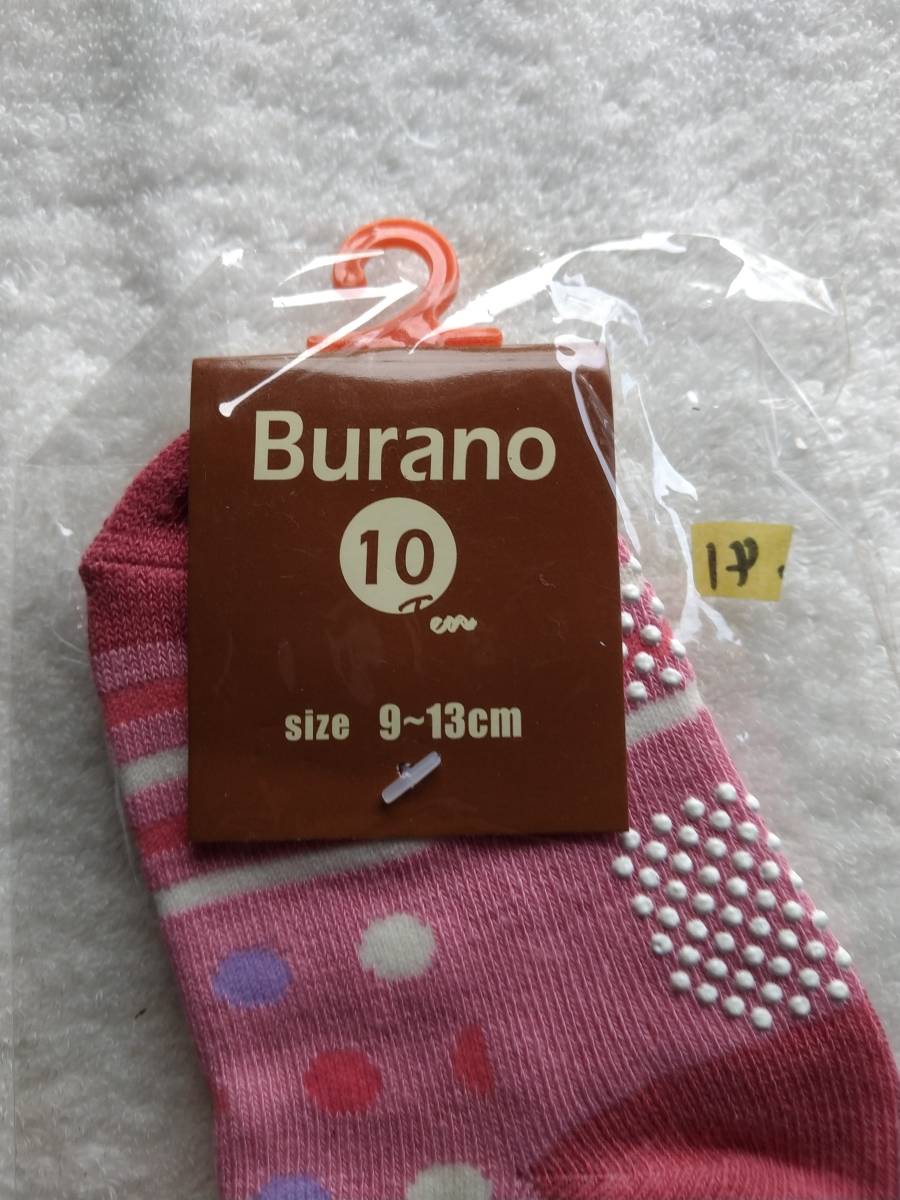 Burano
10
Ten
size 9~13cm